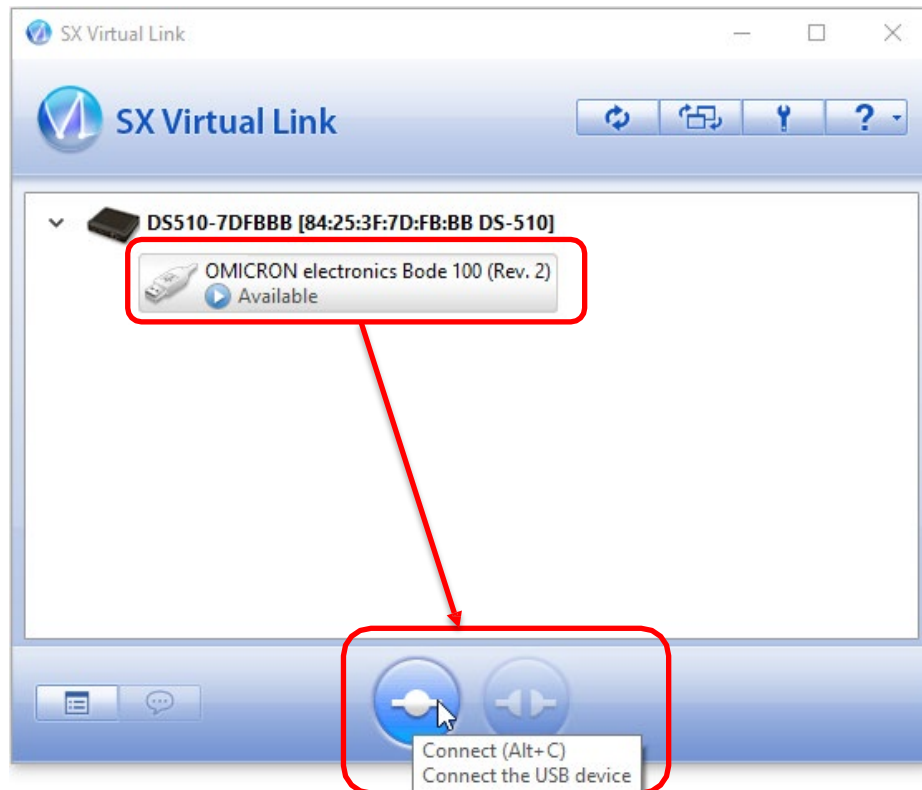 SX Virtual Link
SX Virtual Link
?
DS510-7DFBBB [84:25:3F:7D:FB:BB DS-510]
OMICRON electronics Bode 100 (Rev. 2)
Available
Connect (Alt+C)
Connect the USB device